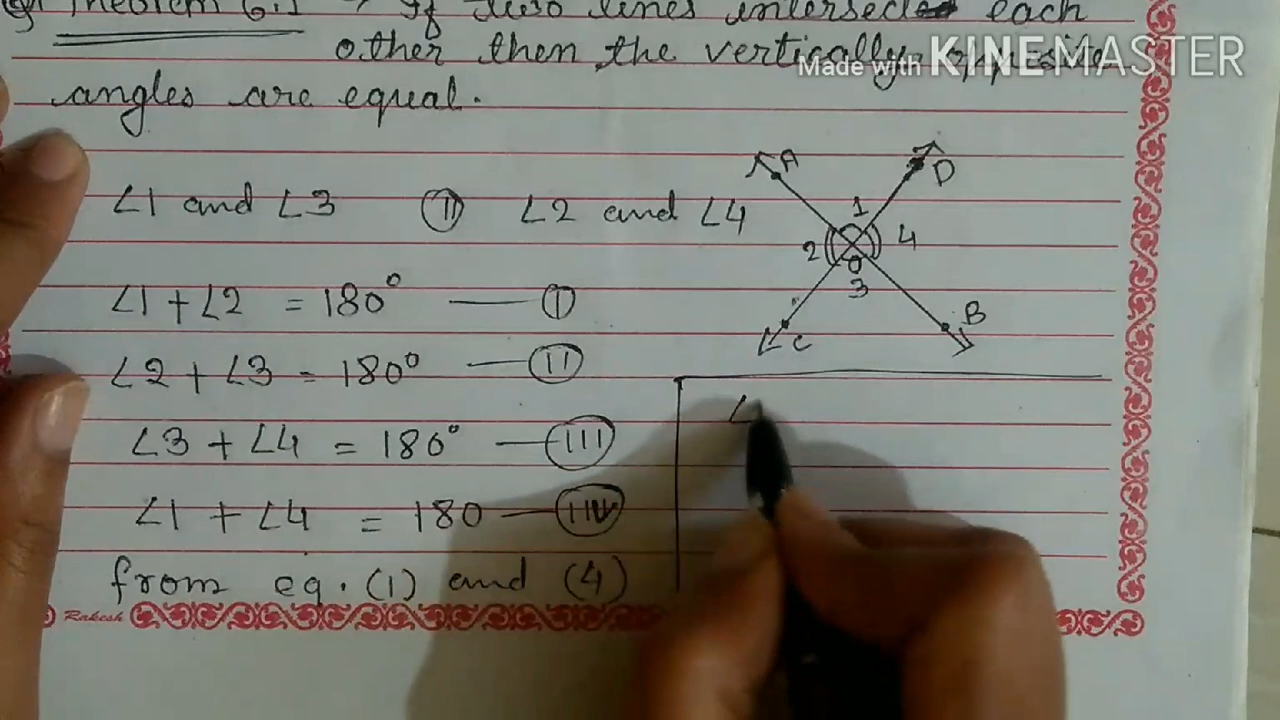 Theorem 6.1 → If two lines intersect each
other then the vertically
angles are equal.
Made with KINEMASTER
∠1 and ∠3 (II) ∠2 and ∠4
A
D
1
2
4
O
3
B
C
∠1 + ∠2 = 180° — (I)
∠2 + ∠3 = 180° — (II)
∠3 + ∠4 = 180° — (III)
∠1 + ∠4 = 180 — (IIV)
from eq. (1) and (4)
∠
Rakesh